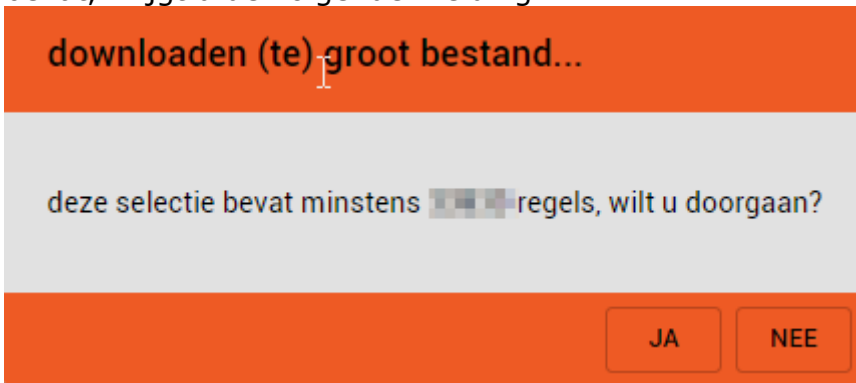 downloaden (te) groot bestand...
deze selectie bevat minstens regels, wilt u doorgaan?
JA NEE